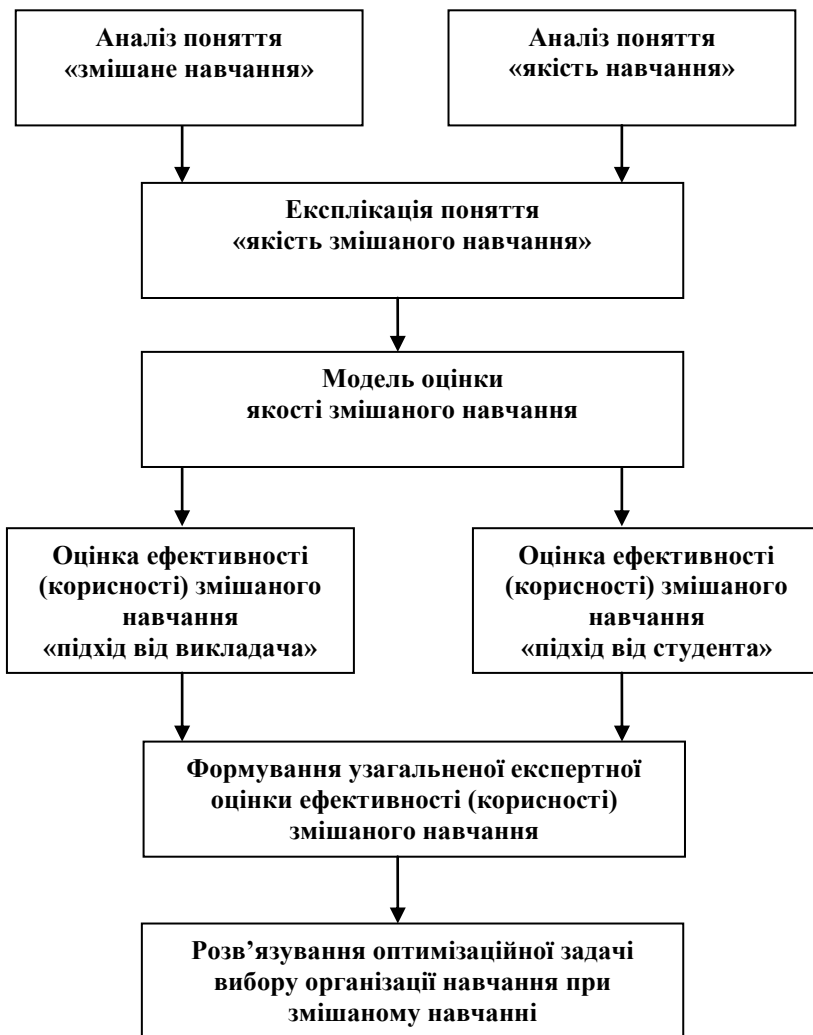 Аналіз поняття
«змішане навчання»
Аналіз поняття
«якість навчання»
Експлікація поняття
«якість змішаного навчання»
Модель оцінки
якості змішаного навчання
Оцінка ефективності
(корисності) змішаного
навчання
«підхід від викладача»
Оцінка ефективності
(корисності) змішаного
навчання
«підхід від студента»
Формування узагальненої експертної
оцінки ефективності (корисності)
змішаного навчання
Розв’язування оптимізаційної задачі
вибору організації навчання при
змішаному навчанні